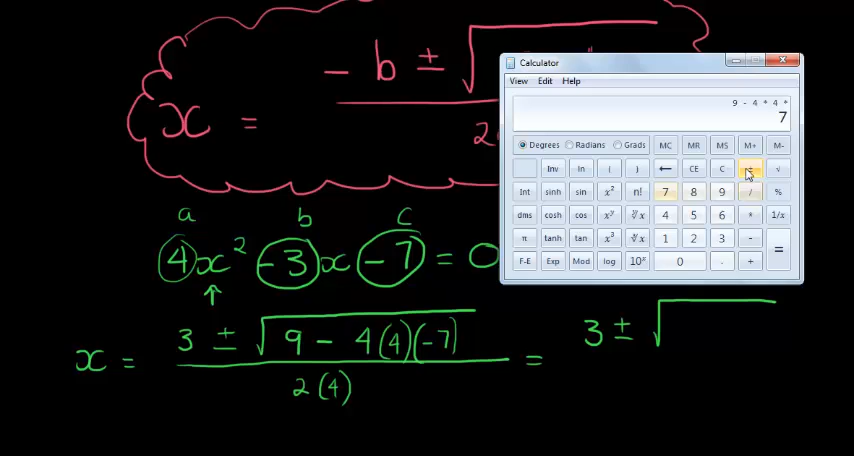 - b ± √
x =
2
Calculator
View Edit Help
9 - 4 * 4 *
7
Degrees Radians Grads MC MR MS M+ M-
Inv ln ( ) ← CE C ± √
Int sinh sin x² n! 7 8 9 / %
dms cosh cos xʸ ʸ√x 4 5 6 * 1/x
π tanh tan x³ ³√x 1 2 3 - =
F-E Exp Mod log 10ˣ 0 . +
a b c
4x² -3x -7 = 0
↑
x = 3 ± √9 - 4(4)(-7) = 3 ± √
2(4)